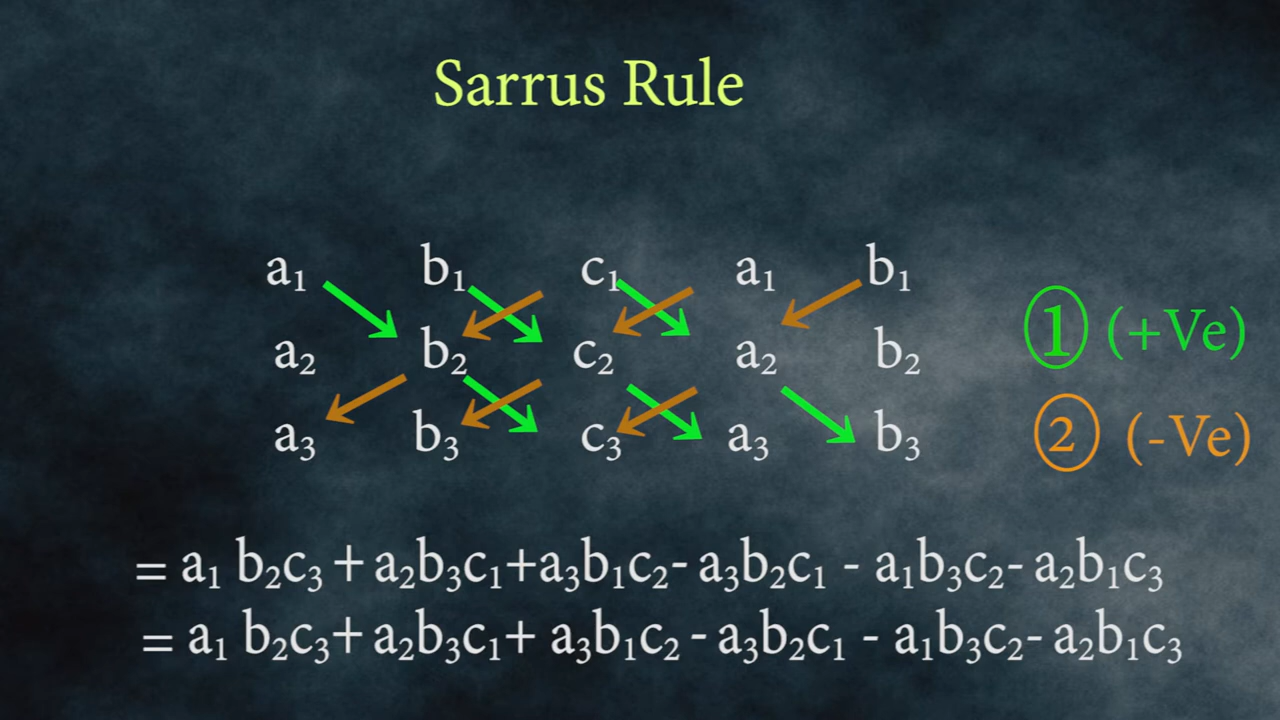 Sarrus Rule
a₁ b₁ c₁ a₁ b₁
a₂ b₂ c₂ a₂ b₂
a₃ b₃ c₃ a₃ b₃
① (+Ve)
② (-Ve)
= a₁ b₂c₃ + a₂b₃c₁+a₃b₁c₂- a₃b₂c₁ - a₁b₃c₂- a₂b₁c₃
= a₁ b₂c₃+ a₂b₃c₁+ a₃b₁c₂ - a₃b₂c₁ - a₁b₃c₂- a₂b₁c₃